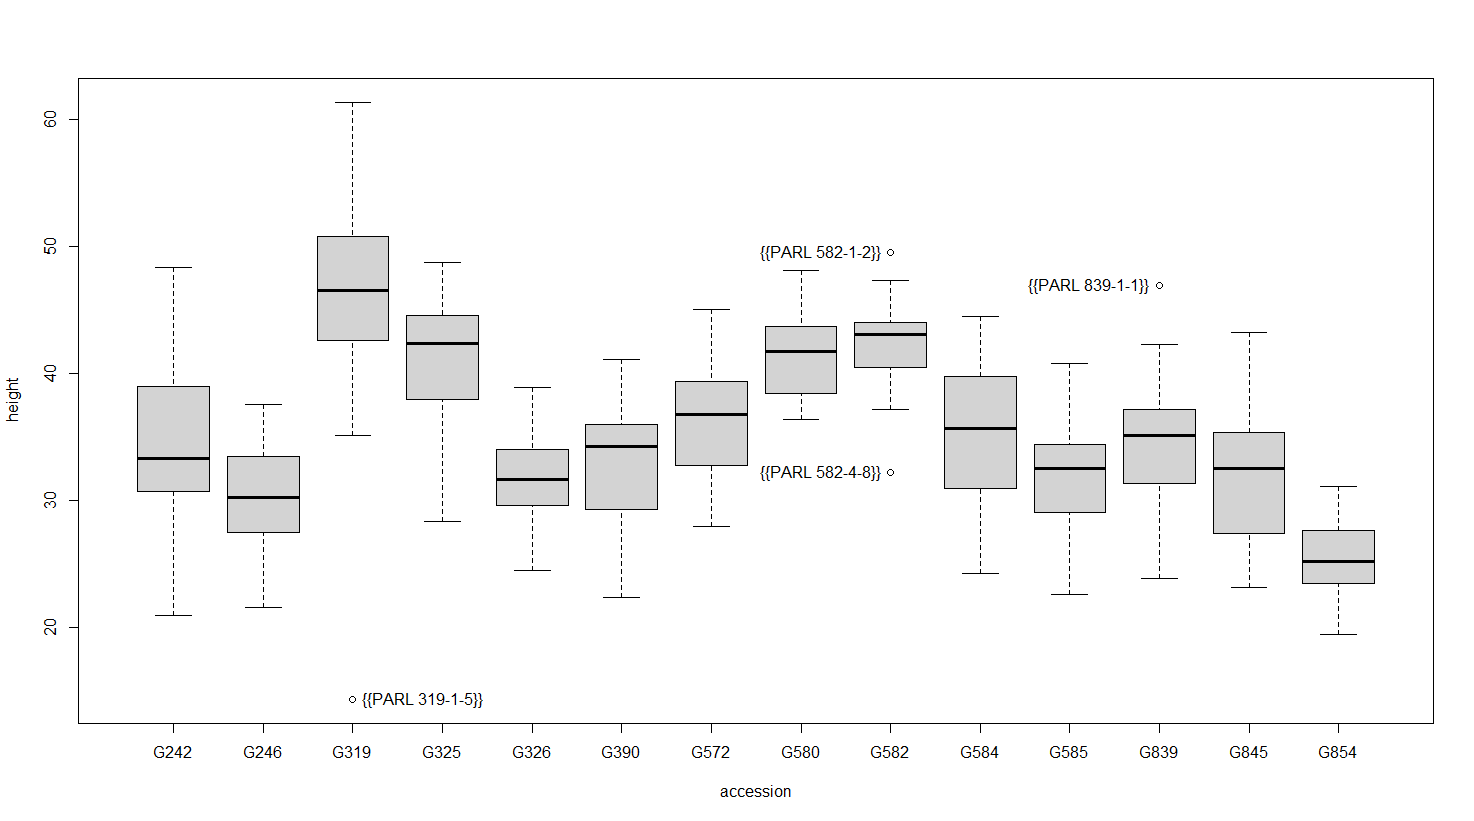 60
50
40
30
20
height
{{PARL 582-1-2}}
{{PARL 839-1-1}}
{{PARL 582-4-8}}
{{PARL 319-1-5}}
G242 G246 G319 G325 G326 G390 G572 G580 G582 G584 G585 G839 G845 G854
accession